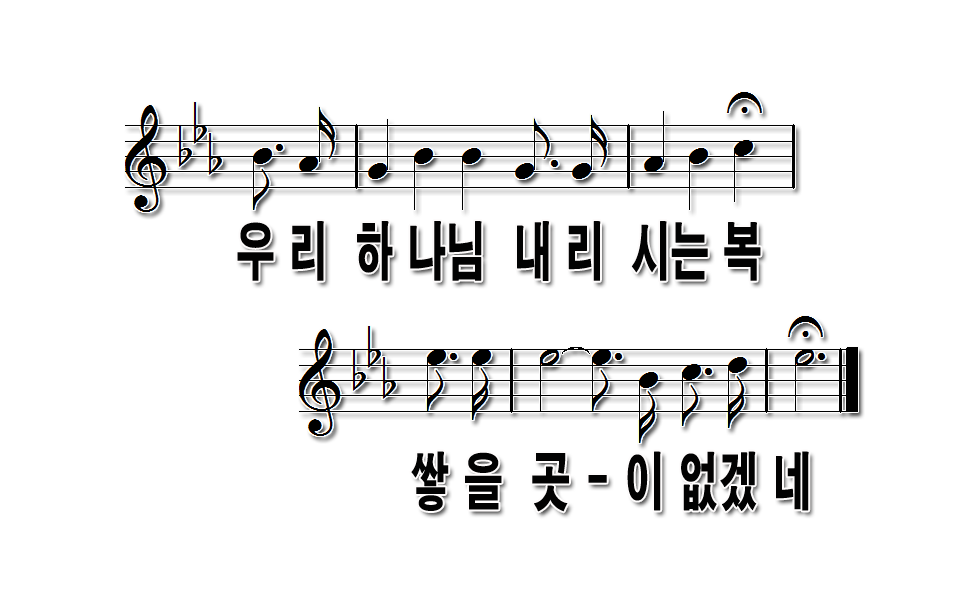 우 리 하 나님 내 리 시는 복
쌓 을 곳 - 이 없겠 네